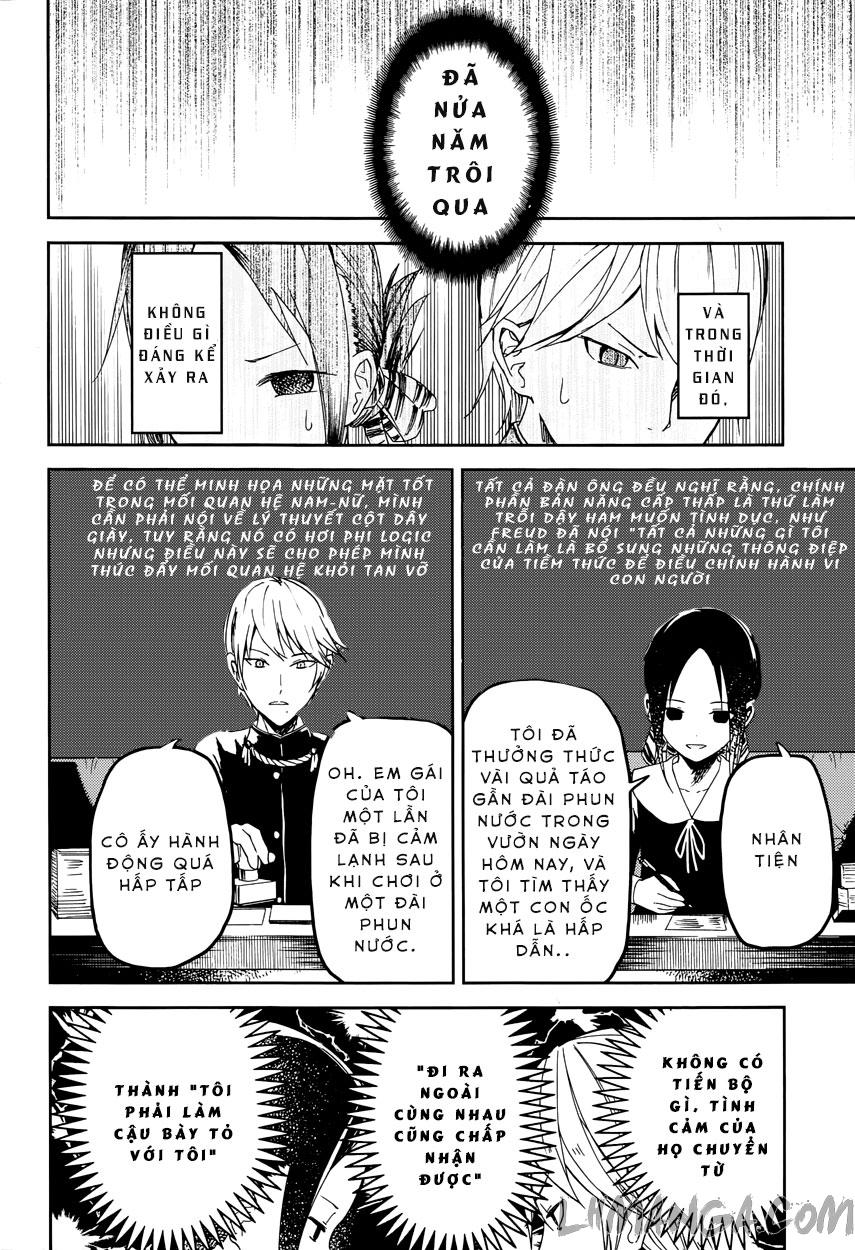 ĐÃ
NỬA
NĂM
TRÔI
QUA
VÀ
TRONG
THỜI
GIAN
ĐÓ,
KHÔNG
ĐIỀU GÌ
ĐÁNG KỂ
XẢY RA
TẤT CẢ ĐÀN ÔNG ĐỀU NGHĨ RẰNG, CHÍNH
PHẦN BẢN NĂNG CẤP THẤP LÀ THỨ LÀM
TRỖI DẬY HAM MUỐN TÌNH DỤC, NHƯ
FREUD ĐÃ NÓI "TẤT CẢ NHỮNG GÌ TÔI
CẦN LÀM LÀ BỔ SUNG NHỮNG THÔNG ĐIỆP
CỦA TIỀM THỨC ĐỂ ĐIỀU CHỈNH HÀNH VI
CON NGƯỜI
NHÂN
TIỆN
TÔI ĐÃ
THƯỞNG THỨC
VÀI QUẢ TÁO
GẦN ĐÀI PHUN
NƯỚC TRONG
VƯỜN NGÀY
HÔM NAY, VÀ
TÔI TÌM THẤY
MỘT CON ỐC
KHÁ LÀ HẤP
DẪN..
ĐỂ CÓ THỂ MINH HỌA NHỮNG MẶT TỐT
TRONG MỐI QUAN HỆ NAM-NỮ, MÌNH
CẦN PHẢI NÓI VỀ LÝ THUYẾT CỘT DÂY
GIÀY, TUY RẰNG NÓ CÓ HƠI PHI LOGIC
NHƯNG ĐIỀU NÀY SẼ CHO PHÉP MÌNH
THÚC ĐẨY MỐI QUAN HỆ KHỎI TAN VỠ
OH. EM GÁI
CỦA TÔI
MỘT LẦN
ĐÃ BỊ CẢM
LẠNH SAU
KHI CHƠI Ở
MỘT ĐÀI
PHUN
NƯỚC.
CÔ ẤY HÀNH
ĐỘNG QUÁ
HẤP TẤP
KHÔNG CÓ
TIẾN BỘ
GÌ, TÌNH
CẢM CỦA
HỌ CHUYỂN
TỪ
"ĐI RA
NGOÀI
CÙNG NHAU
CŨNG CHẤP
NHẬN
ĐƯỢC"
THÀNH "TÔI
PHẢI LÀM
CẬU BÀY TỎ
VỚI TÔI"
LHMANGA.COM